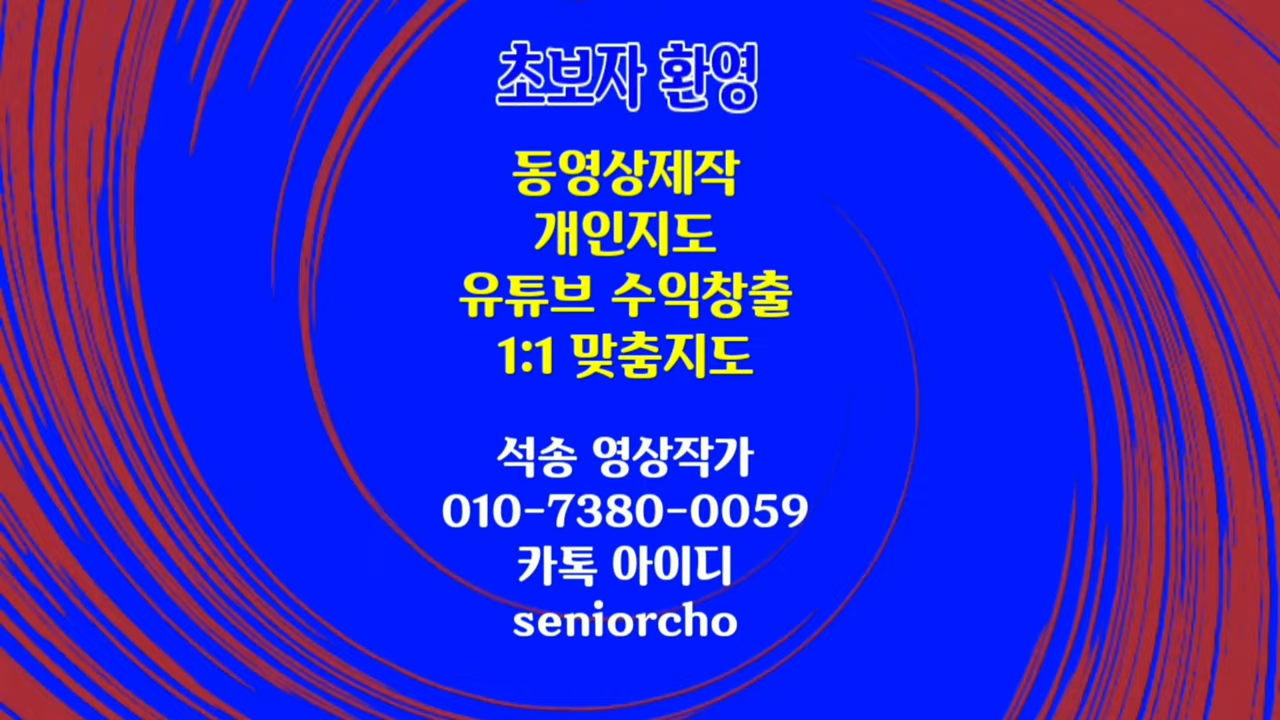 초보자 환영
동영상제작
개인지도
유튜브 수익창출
1:1 맞춤지도
석송 영상작가
010-7380-0059
카톡 아이디
seniorcho